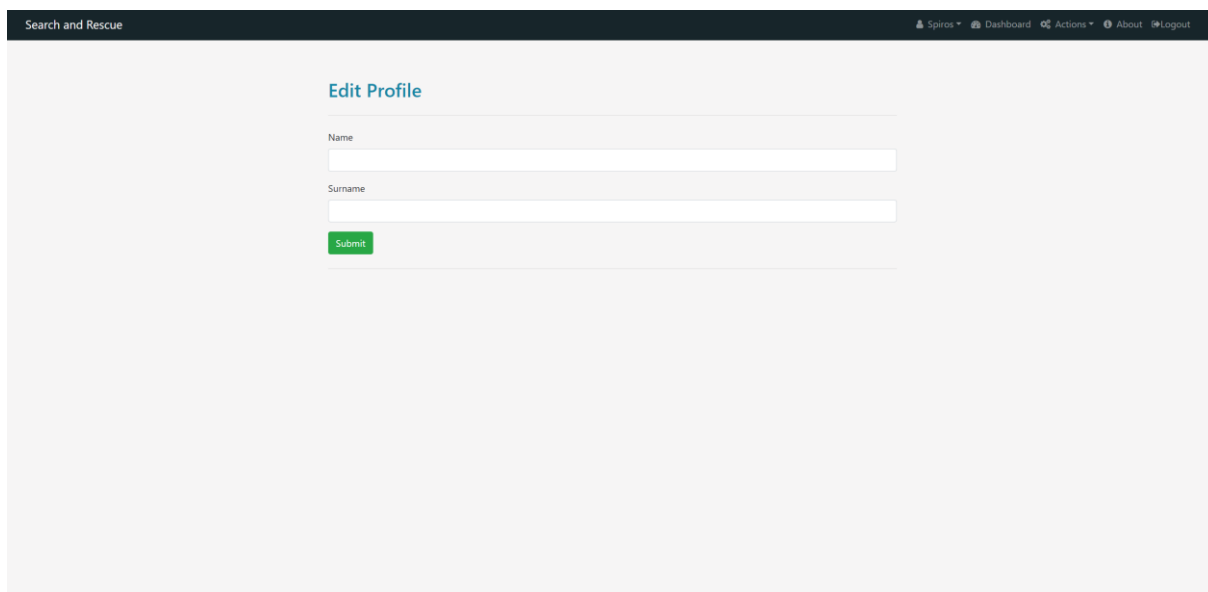 Search and Rescue Spiros Dashboard Actions About Logout
Edit Profile
Name
Surname
Submit